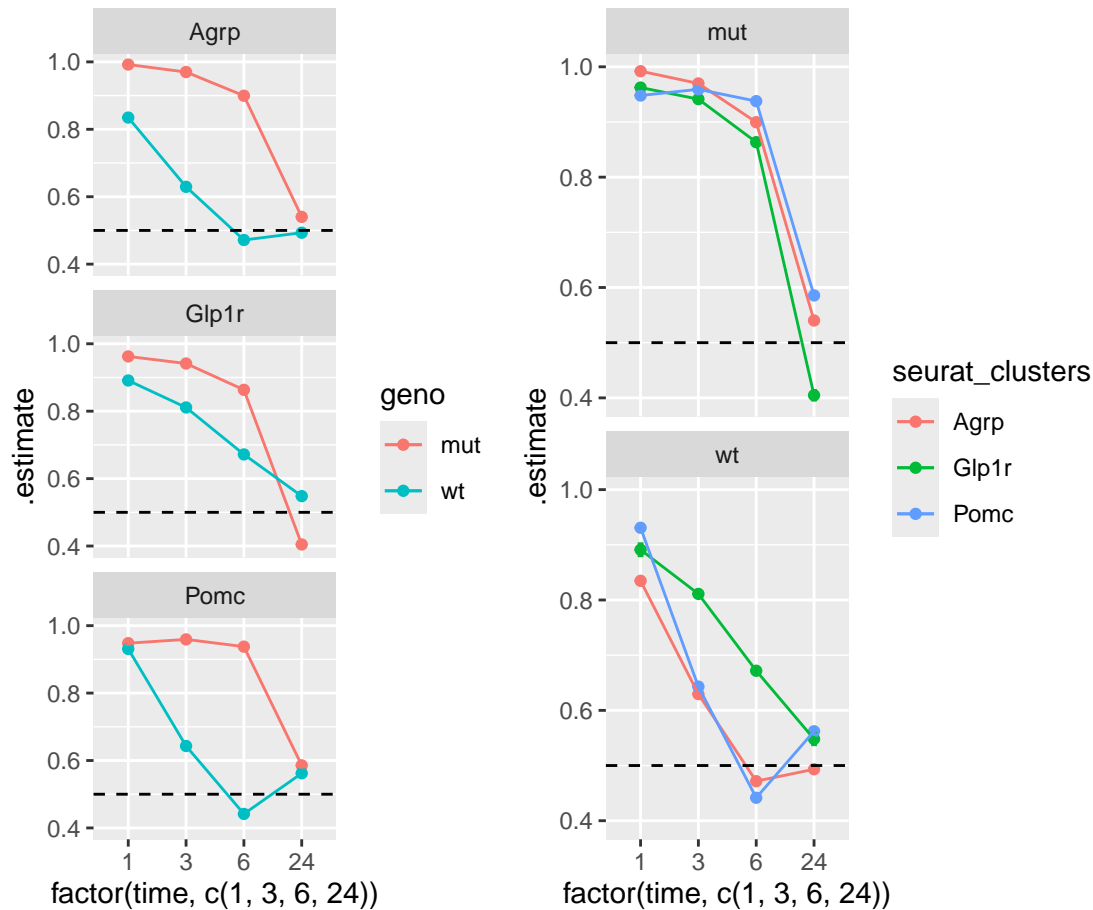 Agrp
1.0
0.8
0.6
0.4
Glp1r
1.0
0.8
0.6
0.4
Pomc
1.0
0.8
0.6
0.4
.estimate
1 3 6 24
factor(time, c(1, 3, 6, 24))
geno
mut
wt
mut
1.0
0.8
0.6
0.4
wt
1.0
0.8
0.6
0.4
.estimate
1 3 6 24
factor(time, c(1, 3, 6, 24))
seurat_clusters
Agrp
Glp1r
Pomc